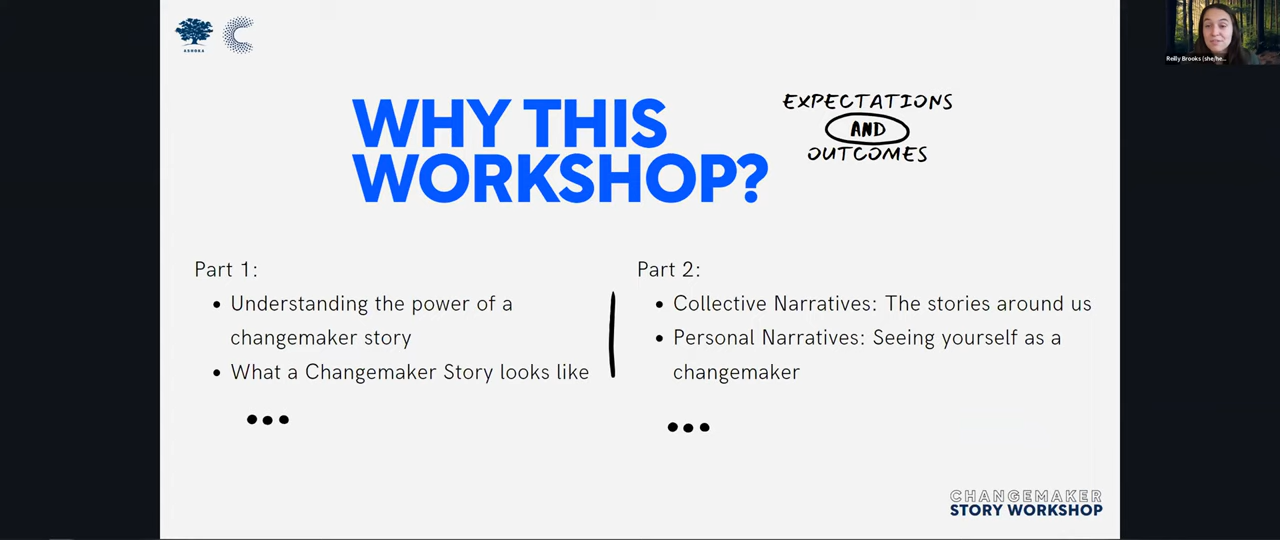 ASHOKA
Reilly Brooks (she/he...
WHY THIS
WORKSHOP?
EXPECTATIONS
AND
OUTCOMES
Part 1:
• Understanding the power of a
changemaker story
• What a Changemaker Story looks like
...
Part 2:
• Collective Narratives: The stories around us
• Personal Narratives: Seeing yourself as a
changemaker
...
CHANGEMAKER
STORY WORKSHOP